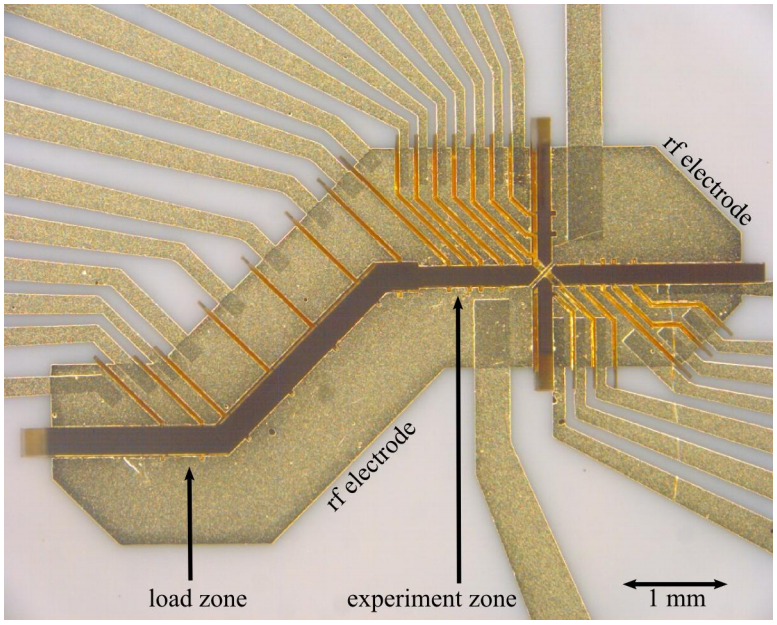 rf electrode
rf electrode
load zone
experiment zone
1 mm